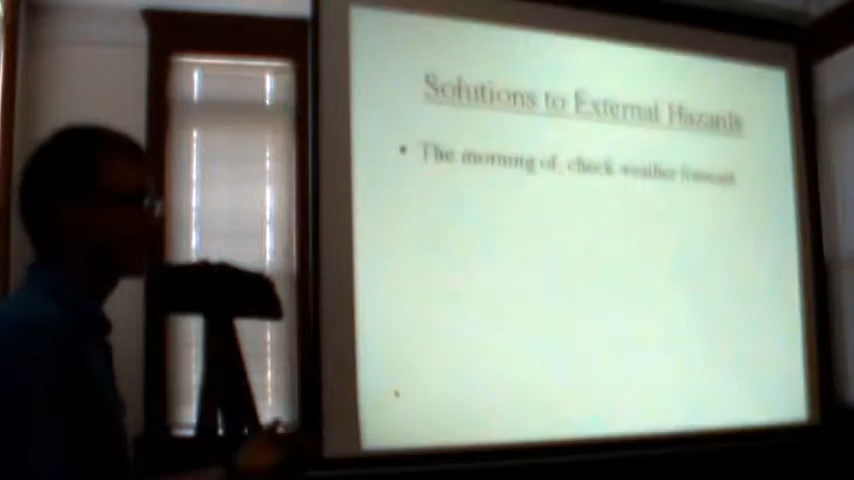 Solutions to External Hazards
• The morning of, check weather forecast